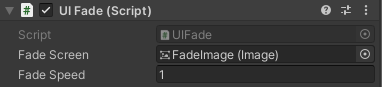 UI Fade (Script)
Script UIFade
Fade Screen FadeImage (Image)
Fade Speed 1